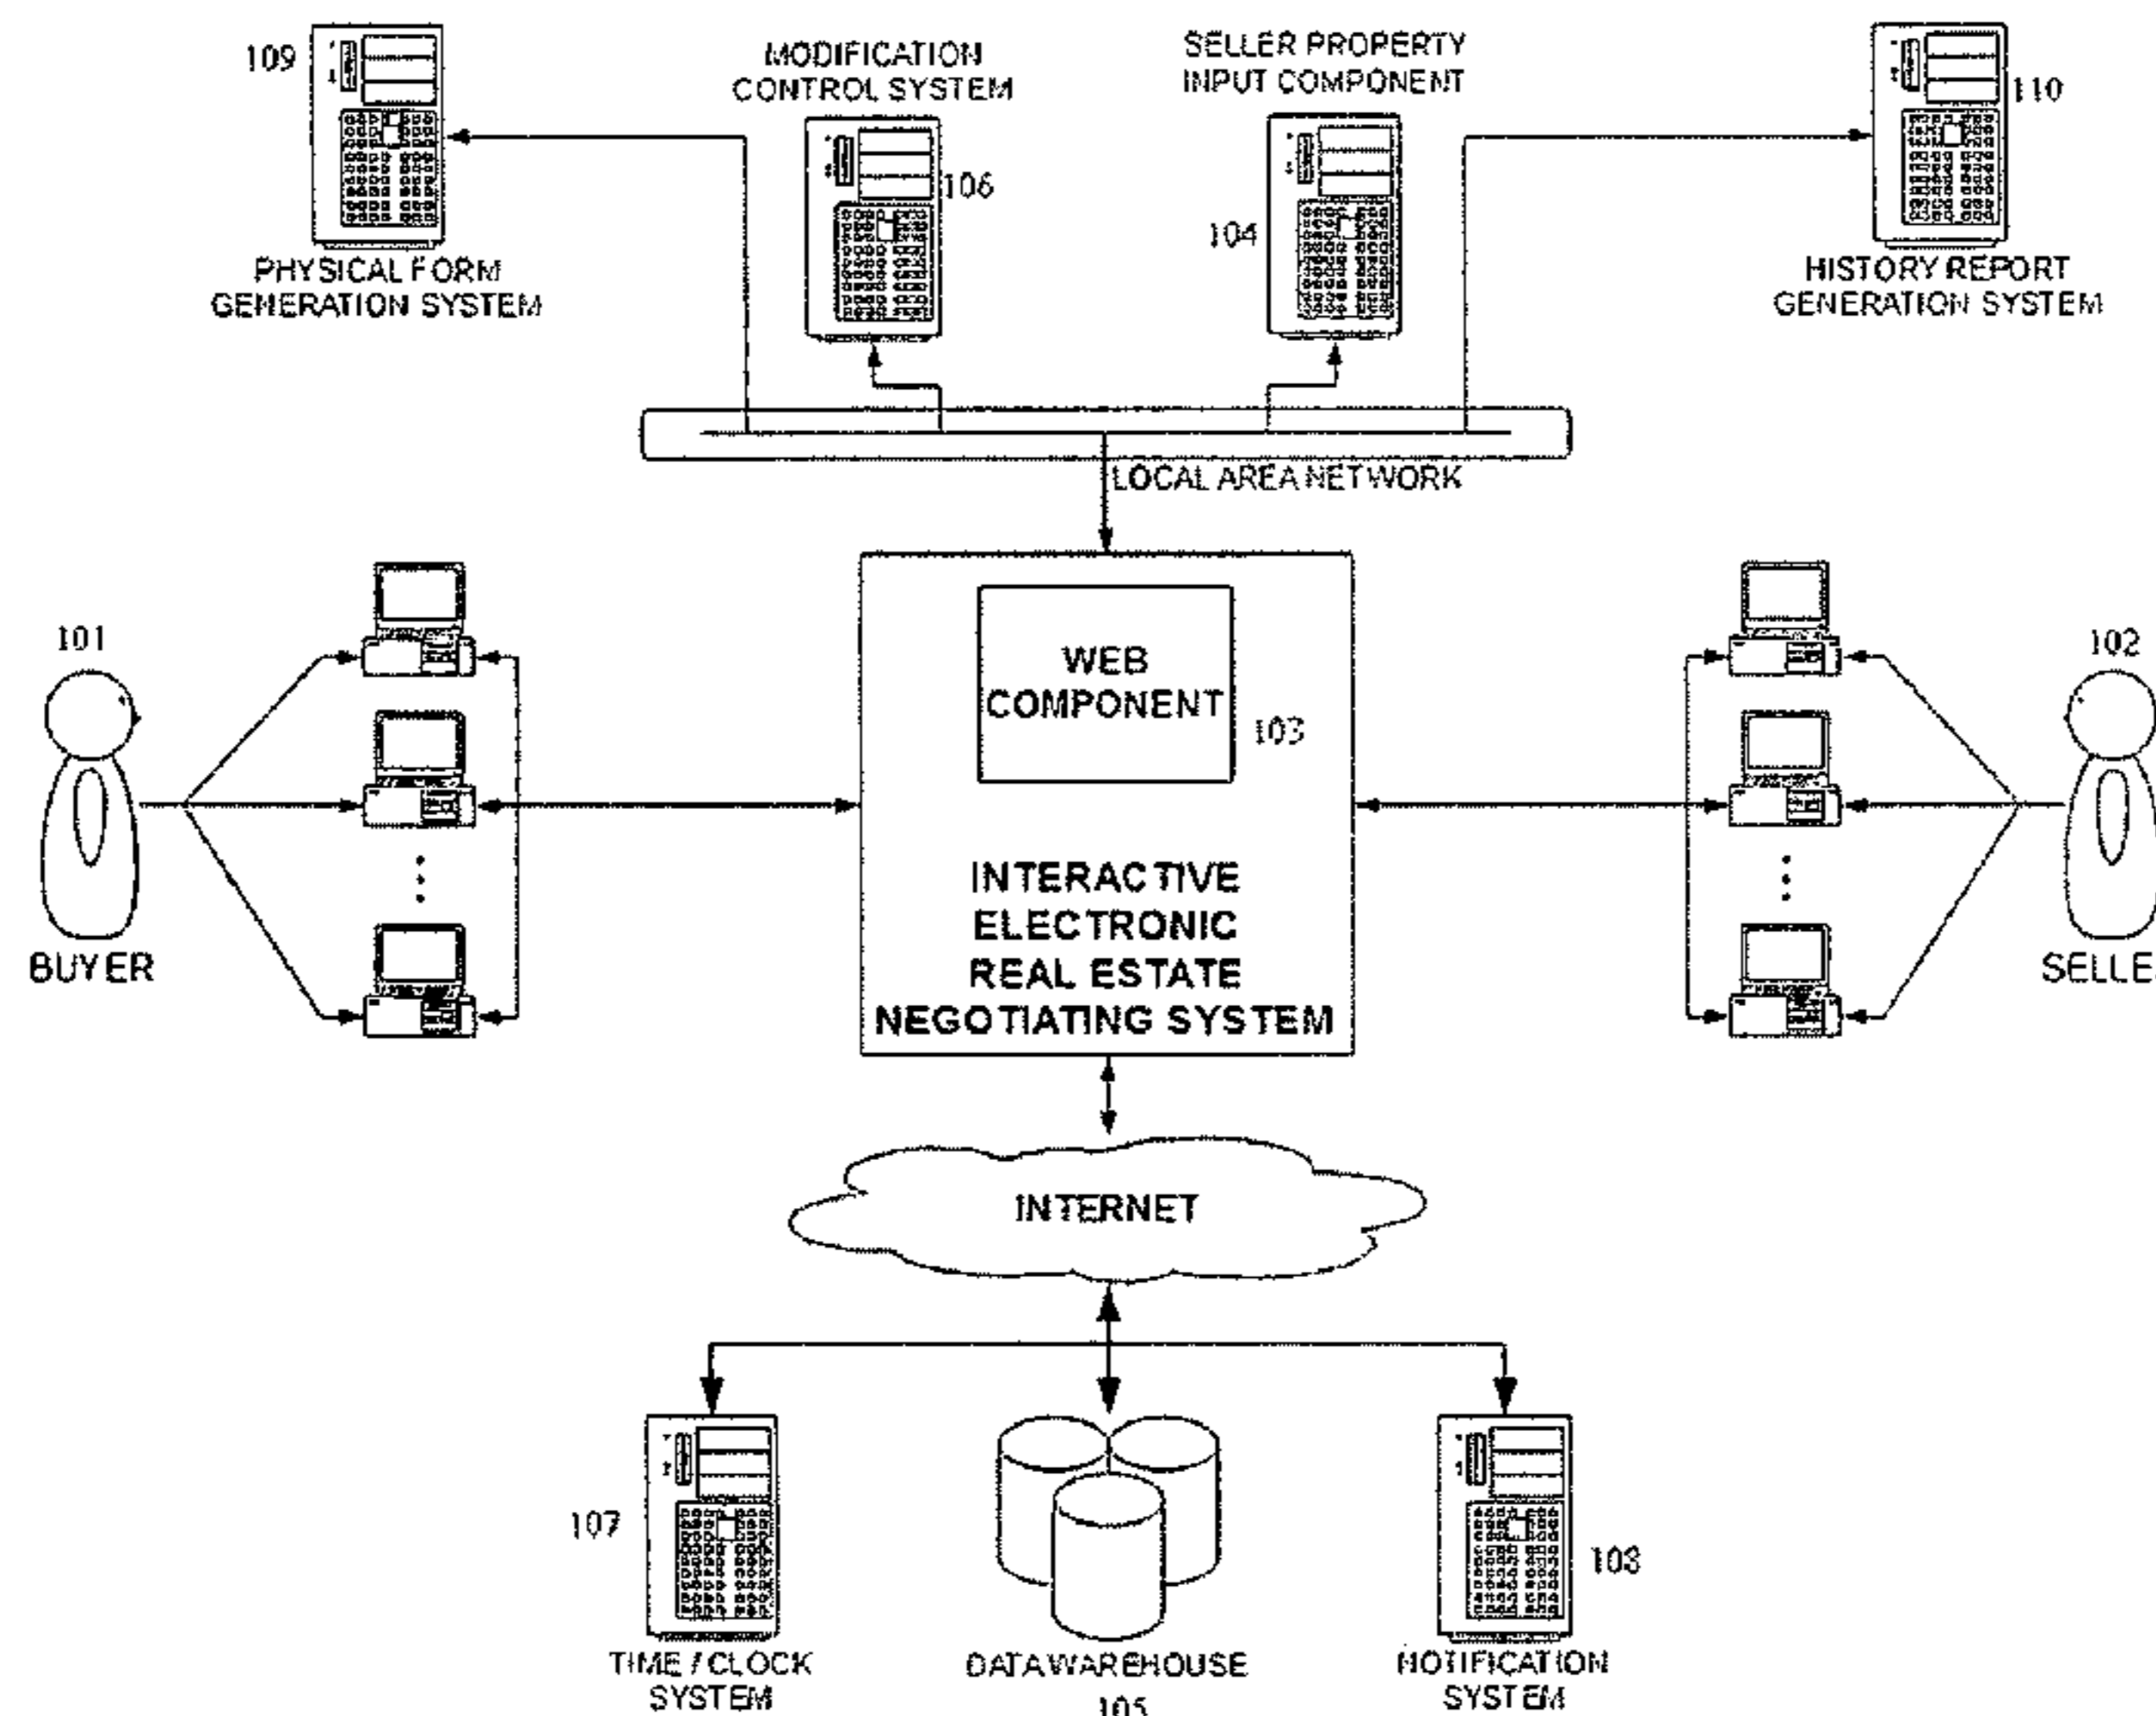 109
MODIFICATION
CONTROL SYSTEM
SELLER PROPERTY
INPUT COMPONENT
110
106
104
PHYSICAL FORM
GENERATION SYSTEM
HISTORY REPORT
GENERATION SYSTEM
LOCAL AREA NETWORK
101
WEB
COMPONENT
103
102
INTERACTIVE
ELECTRONIC
REAL ESTATE
NEGOTIATING SYSTEM
BUYER
SELLE
INTERNET
107
108
TIME / CLOCK
SYSTEM
DATA WAREHOUSE
105
NOTIFICATION
SYSTEM